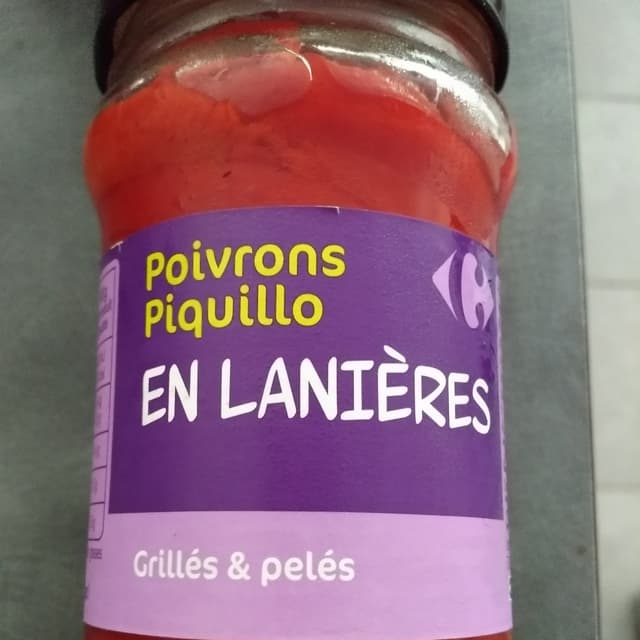 Poivrons
Piquillo
EN LANIÈRES
Grillés & pelés